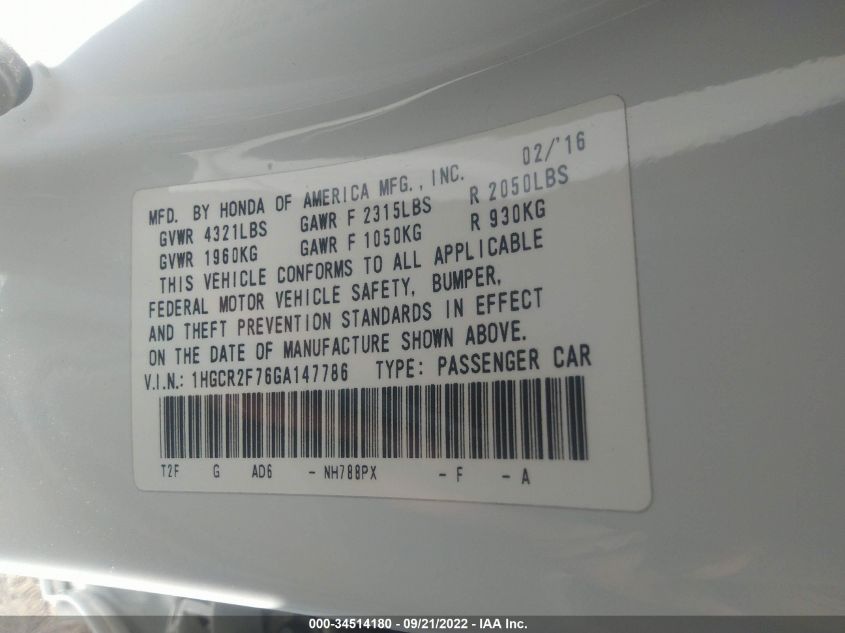 02/'16
MFD. BY HONDA OF AMERICA MFG., INC.
GVWR 4321LBS GAWR F 2315LBS R 2050LBS
GVWR 1960KG GAWR F 1050KG R 930KG
THIS VEHICLE CONFORMS TO ALL APPLICABLE
FEDERAL MOTOR VEHICLE SAFETY, BUMPER,
AND THEFT PREVENTION STANDARDS IN EFFECT
ON THE DATE OF MANUFACTURE SHOWN ABOVE.
V.I.N.: 1HGCR2F76GA147786 TYPE: PASSENGER CAR
T2F G AD6 - NH788PX - F - A
000-34514180 - 09/21/2022 - IAA Inc.